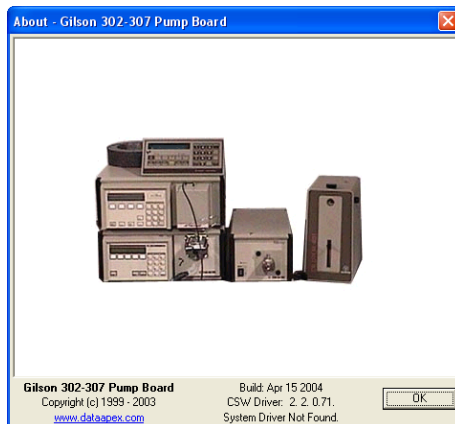 About - Gilson 302-307 Pump Board
Gilson 302-307 Pump Board
Copyright (c) 1999 - 2003
www.dataapex.com
Build: Apr 15 2004
CSW Driver: 2. 2. 0.71.
System Driver Not Found.
OK